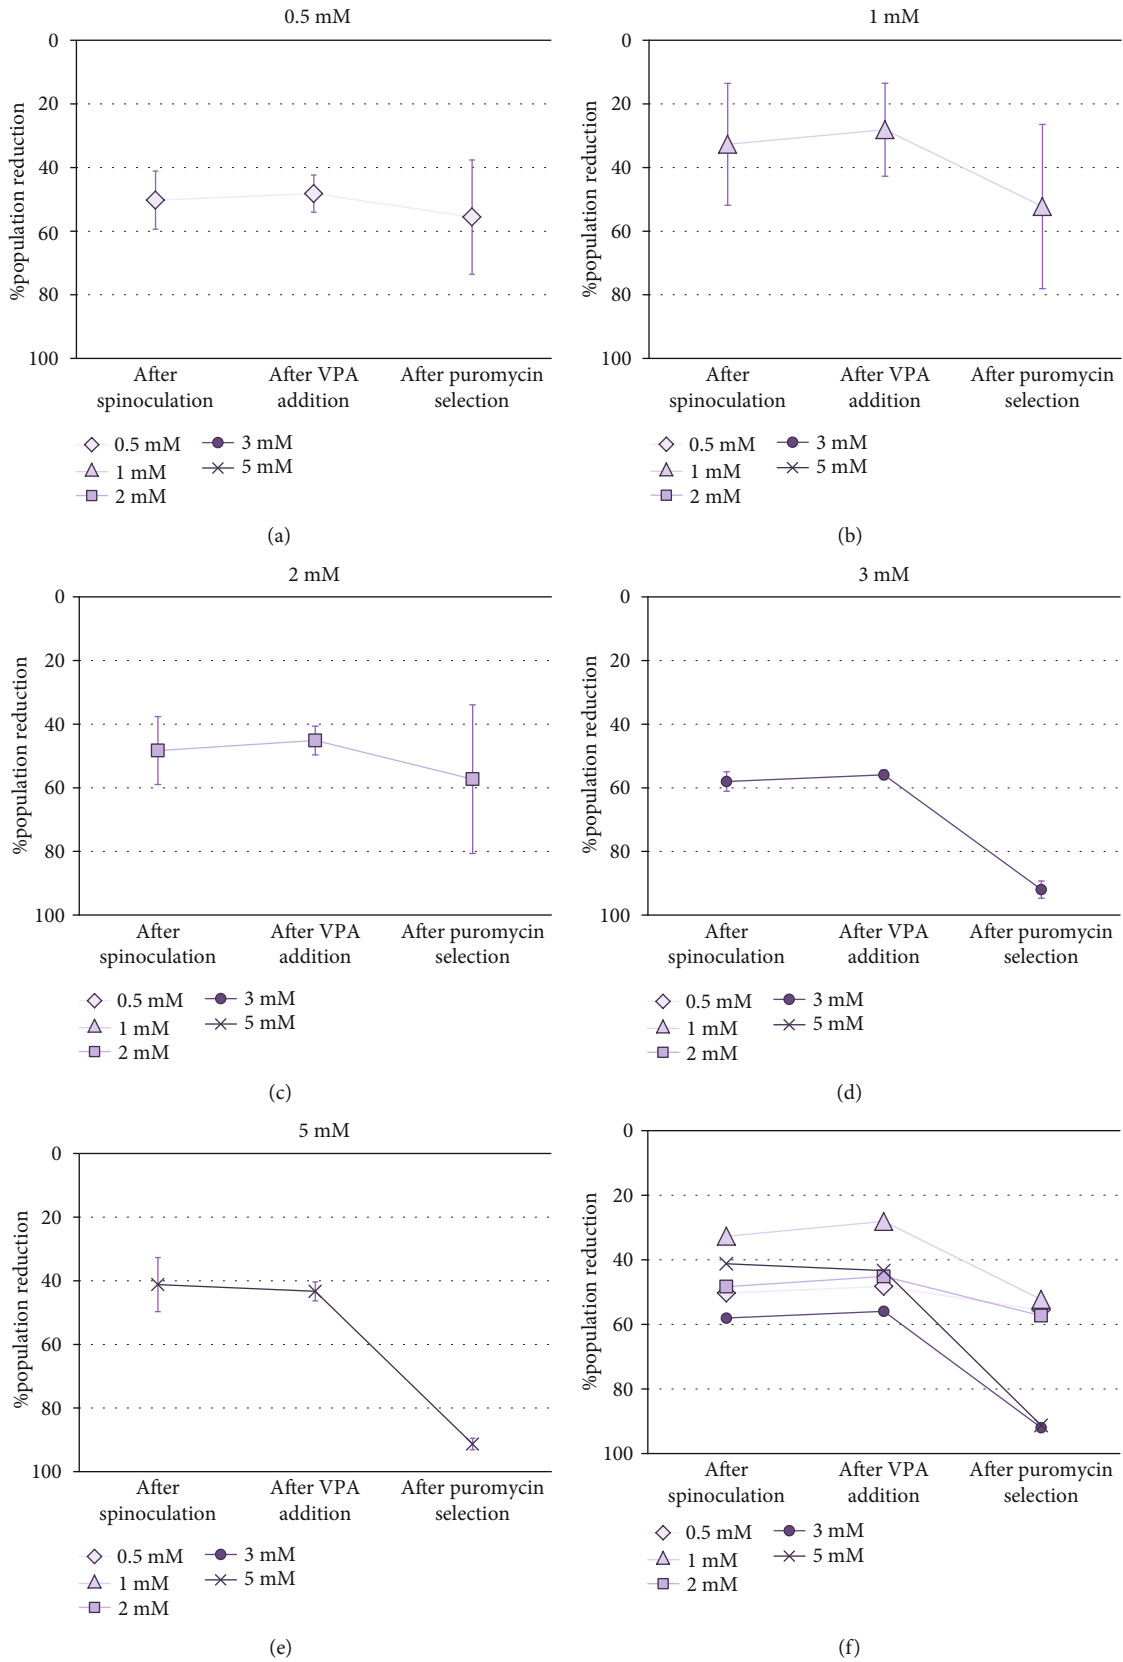 0.5 mM
0
20
40
60
80
100
%population reduction
After spinoculation
After VPA addition
After puromycin selection
0.5 mM
1 mM
2 mM
3 mM
5 mM
(a)
1 mM
0
20
40
60
80
100
%population reduction
After spinoculation
After VPA addition
After puromycin selection
0.5 mM
1 mM
2 mM
3 mM
5 mM
(b)
2 mM
0
20
40
60
80
100
%population reduction
After spinoculation
After VPA addition
After puromycin selection
0.5 mM
1 mM
2 mM
3 mM
5 mM
(c)
3 mM
0
20
40
60
80
100
%population reduction
After spinoculation
After VPA addition
After puromycin selection
0.5 mM
1 mM
2 mM
3 mM
5 mM
(d)
5 mM
0
20
40
60
80
100
%population reduction
After spinoculation
After VPA addition
After puromycin selection
0.5 mM
1 mM
2 mM
3 mM
5 mM
(e)
0
20
40
60
80
100
%population reduction
After spinoculation
After VPA addition
After puromycin selection
0.5 mM
1 mM
2 mM
3 mM
5 mM
(f)